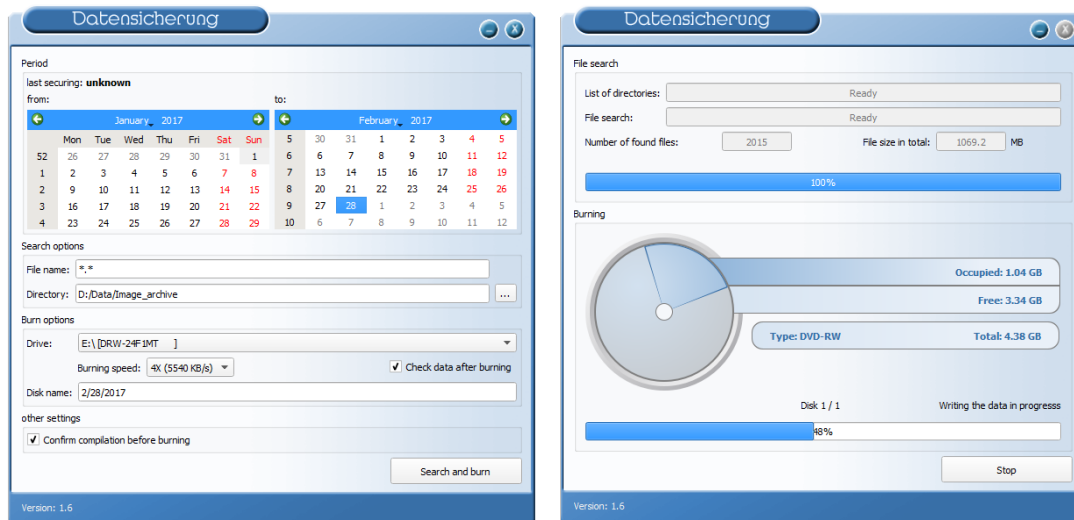 Datensicherung
Period
last securing: unknown
from: to:
January, 2017
Mon Tue Wed Thu Fri Sat Sun
52 26 27 28 29 30 31 1
1 2 3 4 5 6 7 8
2 9 10 11 12 13 14 15
3 16 17 18 19 20 21 22
4 23 24 25 26 27 28 29
February, 2017
5 30 31 1 2 3 4 5
6 6 7 8 9 10 11 12
7 13 14 15 16 17 18 19
8 20 21 22 23 24 25 26
9 27 28 1 2 3 4 5
10 6 7 8 9 10 11 12
Search options
File name: *.*
Directory: D:/Data/Image_archive ...
Burn options
Drive: E:\ [DRW-24F1MT ]
Burning speed: 4X (5540 KB/s) Check data after burning
Disk name: 2/28/2017
other settings
Confirm compilation before burning
Search and burn
Version: 1.6
Datensicherung
File search
List of directories: Ready
File search: Ready
Number of found files: 2015 File size in total: 1069.2 MB
100%
Burning
Occupied: 1.04 GB
Free: 3.34 GB
Type: DVD-RW Total: 4.38 GB
Disk 1 / 1 Writing the data in progresss
48%
Stop
Version: 1.6